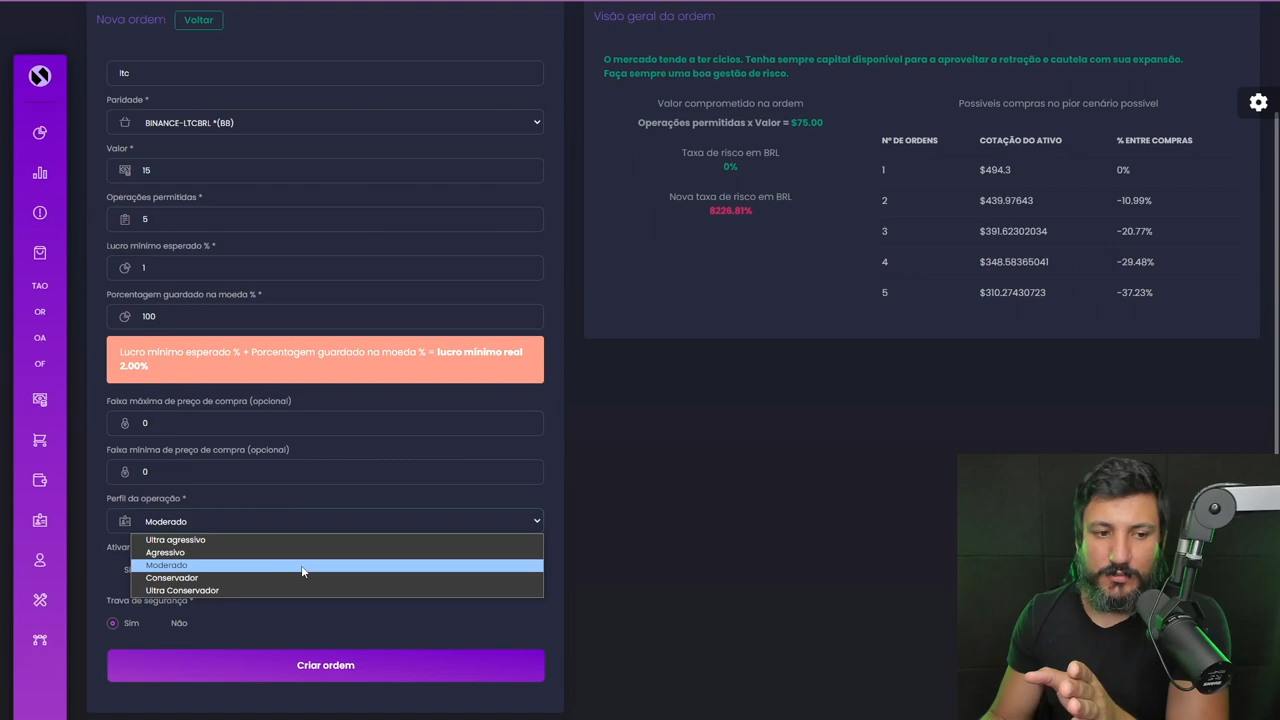 Nova ordem
Voltar
ltc
Paridade *
BINANCE-LTCBRL *(BB)
Valor *
15
Operações permitidas *
5
Lucro mínimo esperado % *
1
Porcentagem guardado na moeda % *
100
Lucro mínimo esperado % + Porcentagem guardado na moeda % = lucro mínimo real
2.00%
Faixa máxima de preço de compra (opcional)
0
Faixa mínima de preço de compra (opcional)
0
Perfil da operação *
Moderado
Ultra agressivo
Agressivo
Moderado
Conservador
Ultra Conservador
Ativar
Trava de segurança *
Sim
Não
Criar ordem
TAO
OR
OA
OF
Visão geral da ordem
O mercado tende a ter ciclos. Tenha sempre capital disponível para a aproveitar a retração e cautela com sua expansão.
Faça sempre uma boa gestão de risco.
Valor comprometido na ordem
Operações permitidas x Valor = $75.00
Taxa de risco em BRL
0%
Nova taxa de risco em BRL
8226.81%
Possiveis compras no pior cenário possivel
Nº DE ORDENS COTAÇÃO DO ATIVO % ENTRE COMPRAS
1 $494.3 0%
2 $439.97643 -10.99%
3 $391.62302034 -20.77%
4 $348.58365041 -29.48%
5 $310.27430723 -37.23%